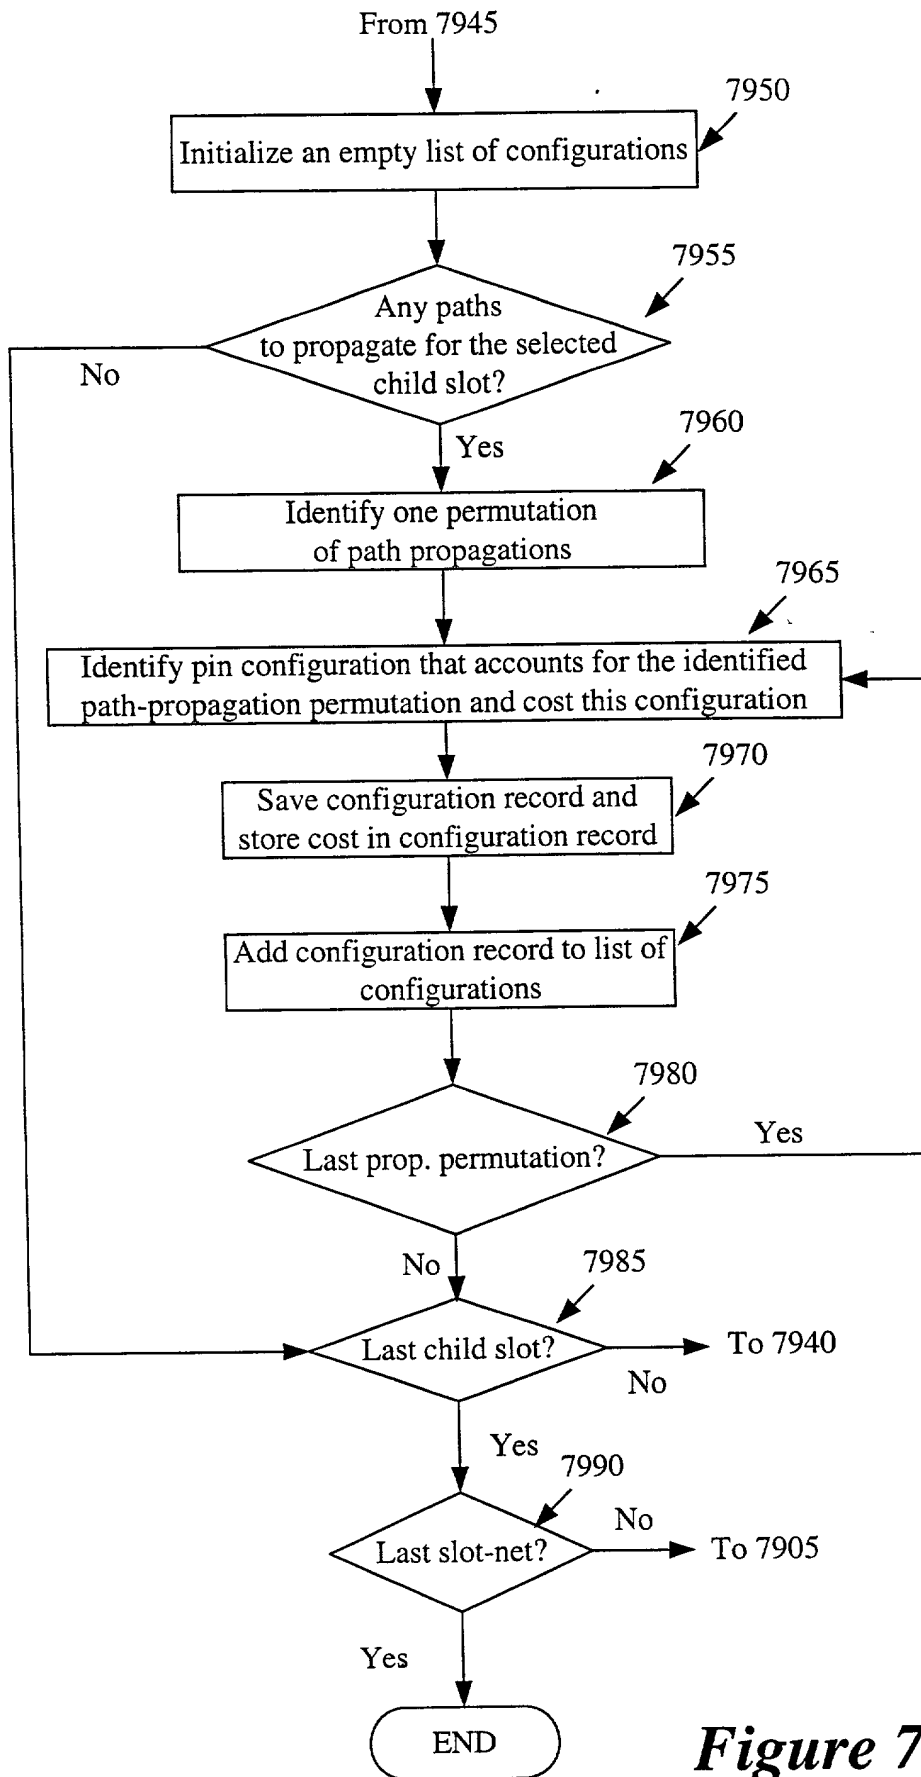 From 7945
7950
Initialize an empty list of configurations
7955
Any paths
to propagate for the selected
child slot?
No
7960
Yes
Identify one permutation
of path propagations
7965
Identify pin configuration that accounts for the identified
path-propagation permutation and cost this configuration
7970
Save configuration record and
store cost in configuration record
7975
Add configuration record to list of
configurations
7980
Last prop. permutation?
Yes
No
7985
Last child slot?
To 7940
No
Yes
7990
Last slot-net?
No
To 7905
Yes
END
Figure 7